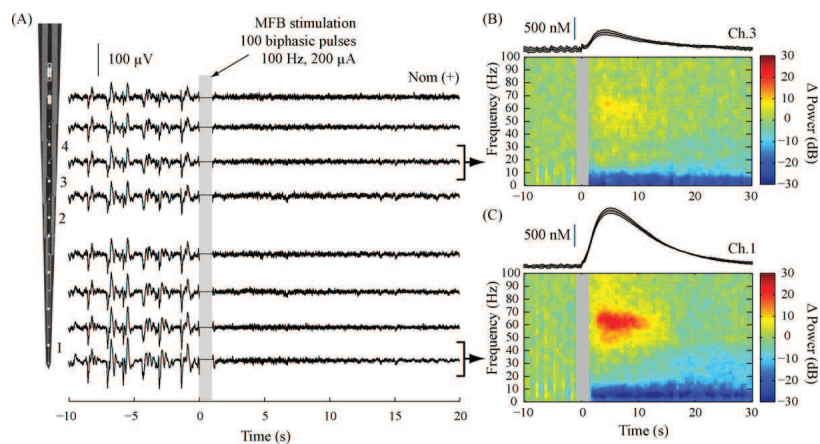 (A)
MFB stimulation
100 biphasic pulses
100 Hz, 200 µA
100 µV
Nom (+)
4
3
2
1
−10 −5 0 5 10 15 20
Time (s)
(B)
500 nM
Ch.3
Frequency (Hz)
100
90
80
70
60
50
40
30
20
10
0
−10 0 10 20 30
Time (s)
30
20
10
0
−10
−20
−30
Δ Power (dB)
(C)
500 nM
Ch.1
Frequency (Hz)
100
90
80
70
60
50
40
30
20
10
0
−10 0 10 20 30
Time (s)
30
20
10
0
−10
−20
−30
Δ Power (dB)